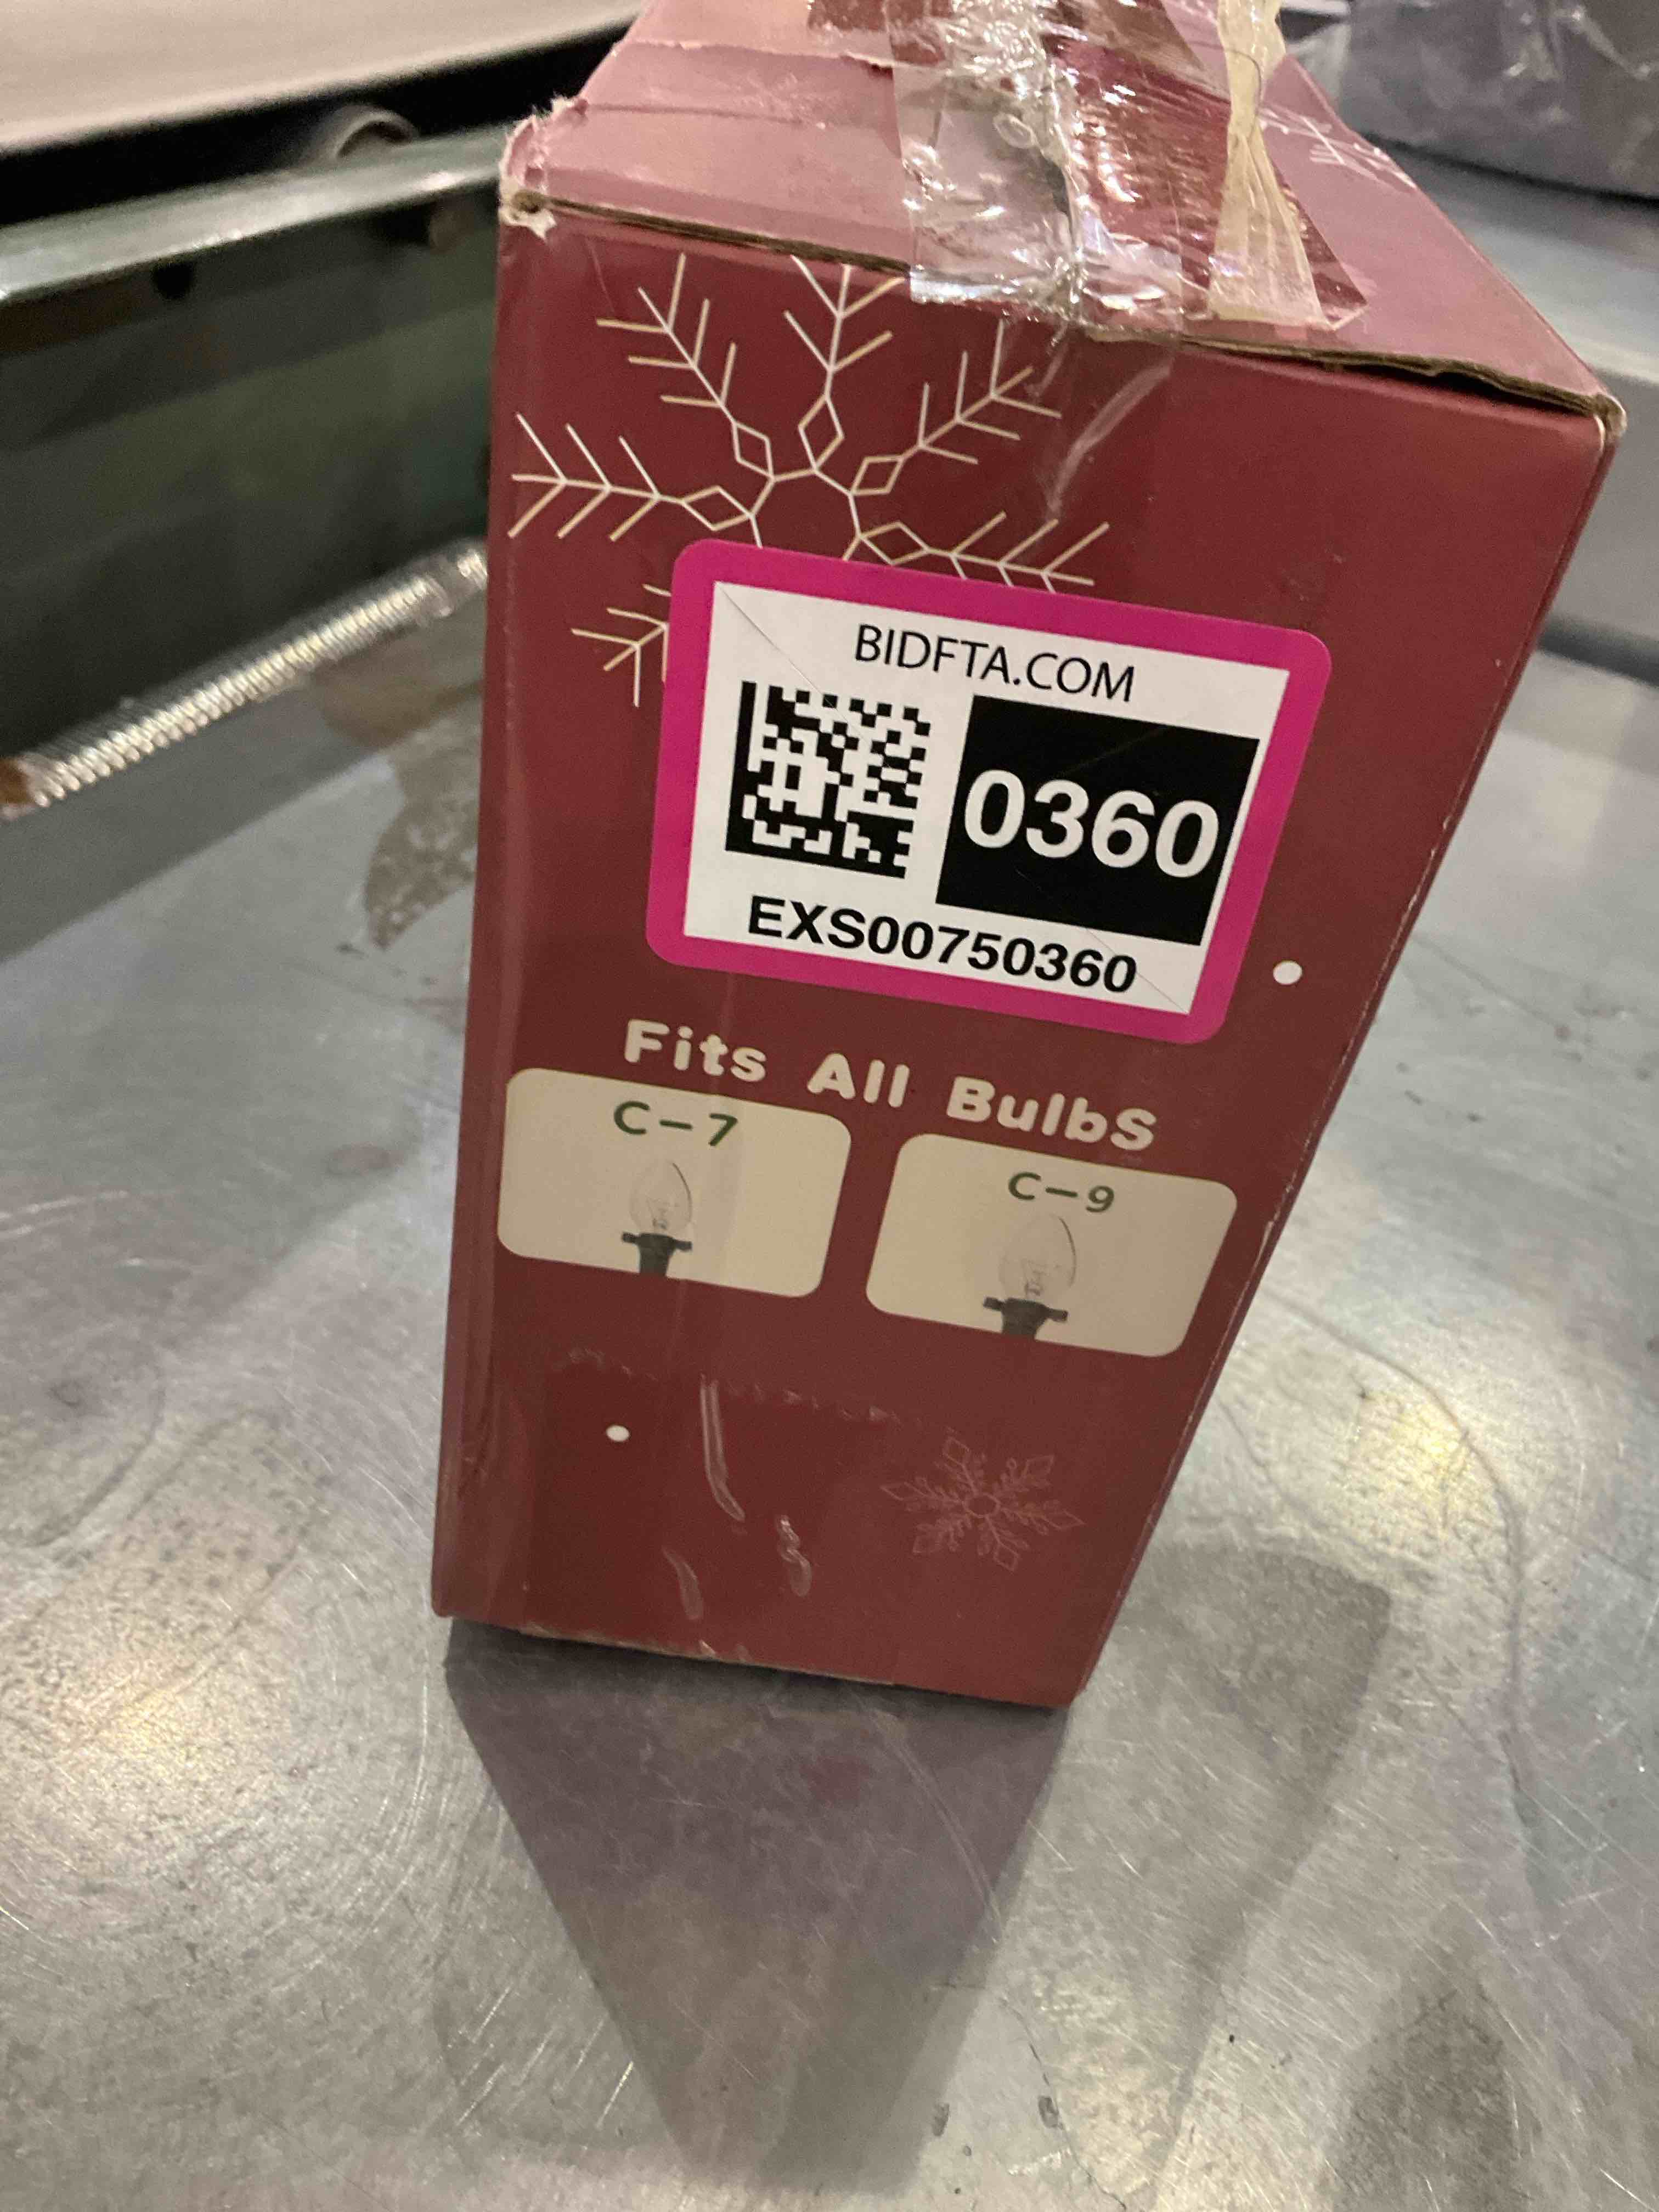 BIDFTA.COM
0360
EXS00750360
Fits All Bulbs
C-7
C-9